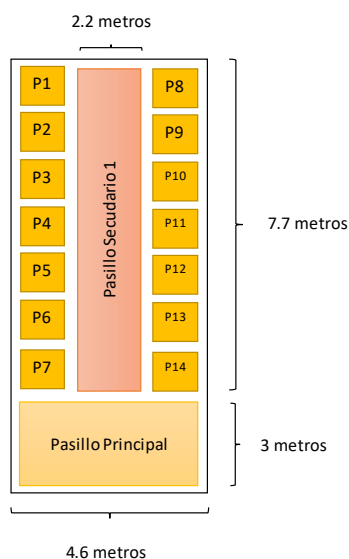 2.2 metros
P1
P8
P2
P9
P3
P10
P4
P11
P5
P12
P6
P13
P7
P14
Pasillo Secudario 1
7.7 metros
Pasillo Principal
3 metros
4.6 metros